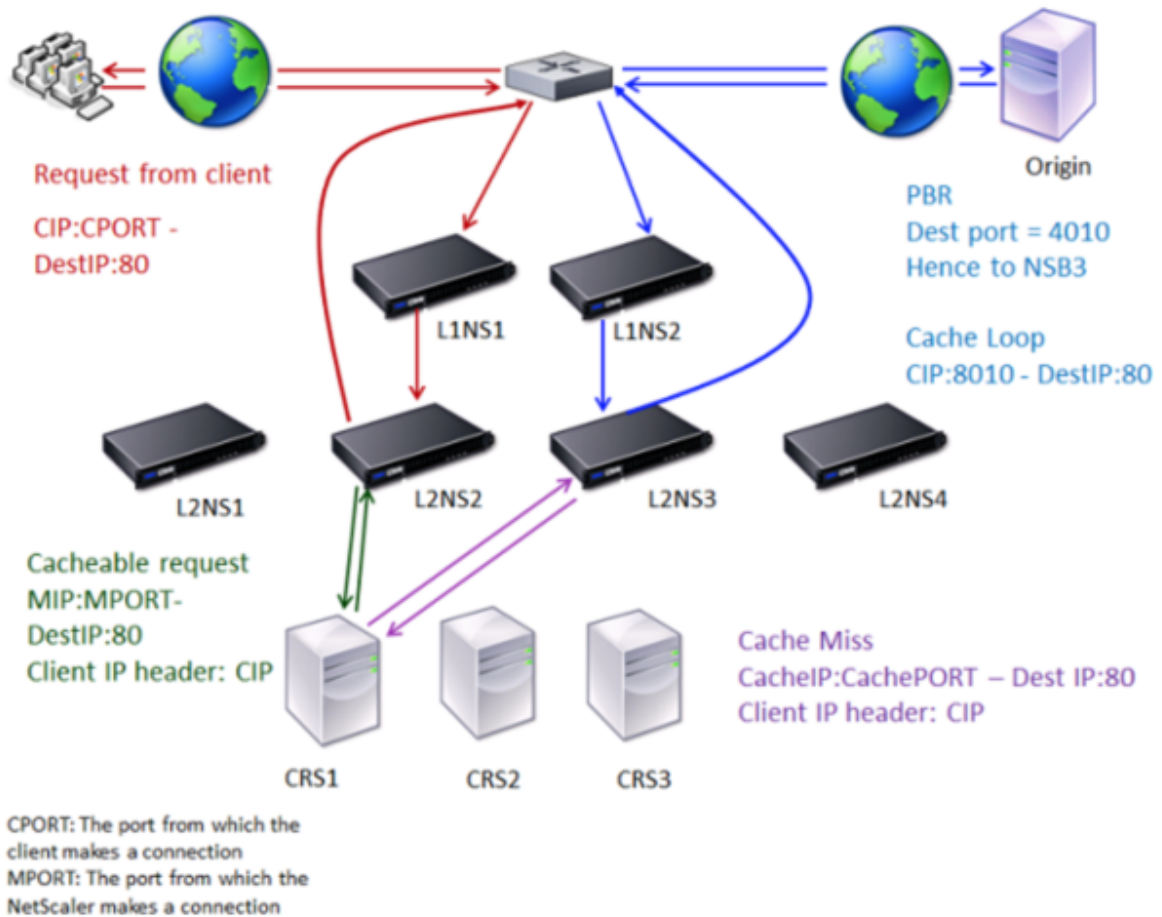 Origin
Request from client
CIP:CPORT -
DestIP:80
PBR
Dest port = 4010
Hence to NSB3
L1NS1
L1NS2
Cache Loop
CIP:8010 - DestIP:80
L2NS1
L2NS2
L2NS3
L2NS4
Cacheable request
MIP:MPORT-
DestIP:80
Client IP header: CIP
Cache Miss
CacheIP:CachePORT – Dest IP:80
Client IP header: CIP
CRS1
CRS2
CRS3
CPORT: The port from which the
client makes a connection
MPORT: The port from which the
NetScaler makes a connection